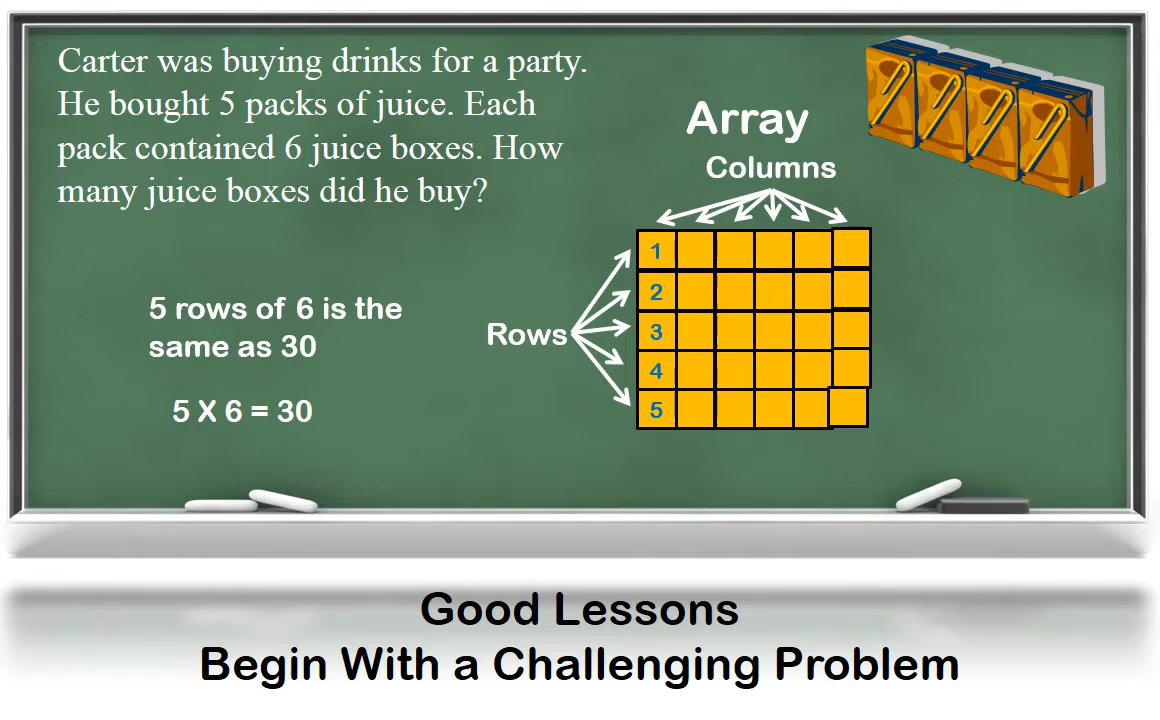 Carter was buying drinks for a party.
He bought 5 packs of juice. Each
pack contained 6 juice boxes. How
many juice boxes did he buy?
Array
Columns
5 rows of 6 is the
same as 30
5 X 6 = 30
Rows
1
2
3
4
5
Good Lessons
Begin With a Challenging Problem